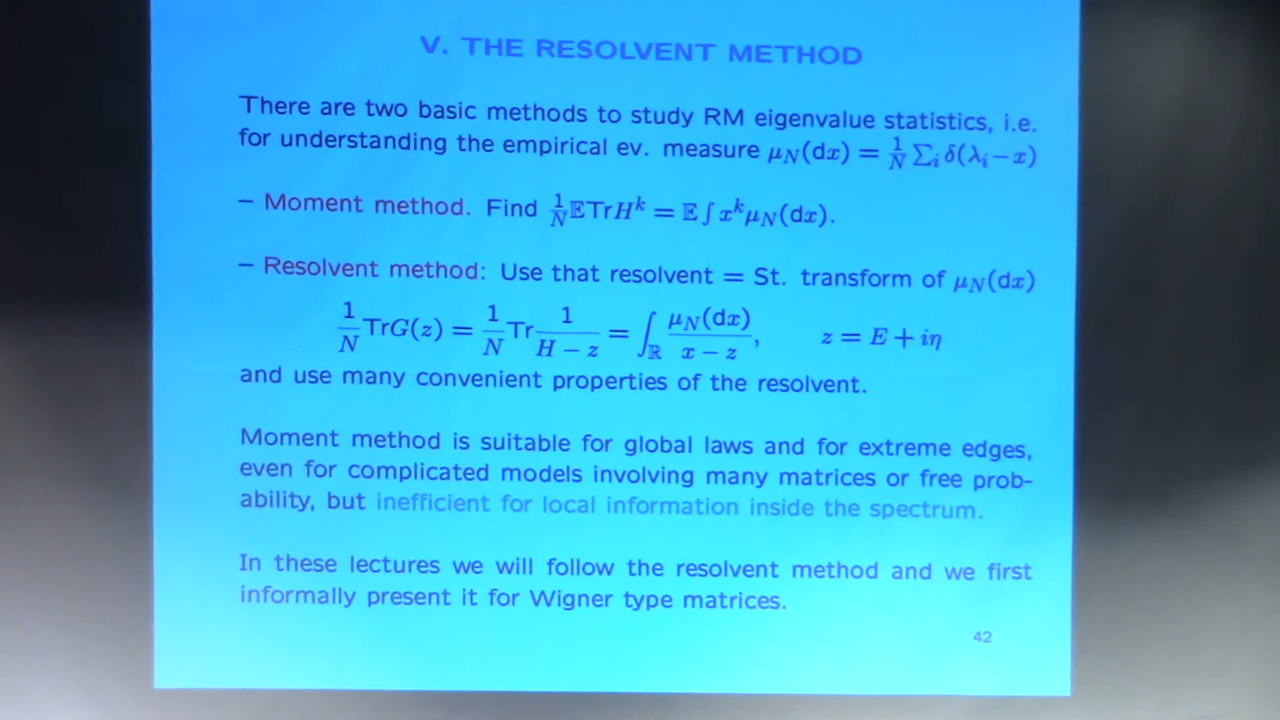 V. THE RESOLVENT METHOD
There are two basic methods to study RM eigenvalue statistics, i.e.
for understanding the empirical ev. measure μ_N(dx) = 1/N ∑_i δ(λ_i − x)
– Moment method. Find 1/N 𝔼TrH^k = 𝔼 ∫ x^k μ_N(dx).
– Resolvent method: Use that resolvent = St. transform of μ_N(dx)
1/N TrG(z) = 1/N Tr 1/(H − z) = ∫_ℝ μ_N(dx)/(x − z), z = E + iη
and use many convenient properties of the resolvent.
Moment method is suitable for global laws and for extreme edges,
even for complicated models involving many matrices or free prob-
ability, but inefficient for local information inside the spectrum.
In these lectures we will follow the resolvent method and we first
informally present it for Wigner type matrices.
42